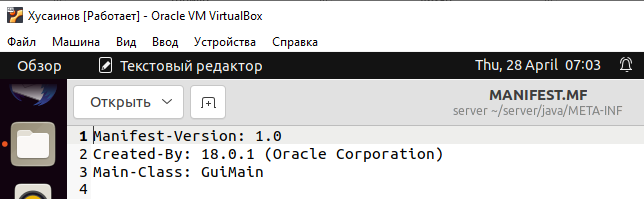 Хусаинов [Работает] - Oracle VM VirtualBox
Файл Машина Вид Ввод Устройства Справка
Обзор Текстовый редактор Thu, 28 April 07:03
Открыть
MANIFEST.MF
server ~/server/java/META-INF
1 Manifest-Version: 1.0
2 Created-By: 18.0.1 (Oracle Corporation)
3 Main-Class: GuiMain
4